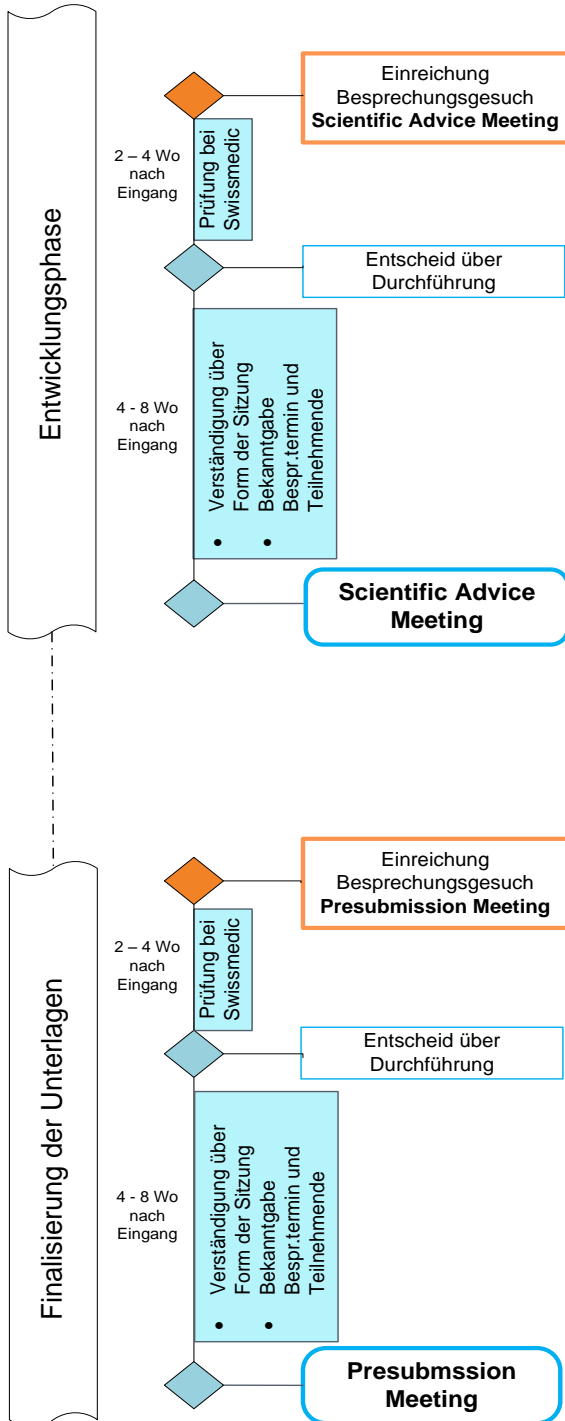 Entwicklungsphase
Einreichung
Besprechungsgesuch
Scientific Advice Meeting
2 – 4 Wo
nach
Eingang
Prüfung bei
Swissmedic
Entscheid über
Durchführung
4 - 8 Wo
nach
Eingang
• Verständigung über
Form der Sitzung
• Bekanntgabe
Bespr.termin und
Teilnehmende
Scientific Advice
Meeting
Finalisierung der Unterlagen
Einreichung
Besprechungsgesuch
Presubmission Meeting
2 – 4 Wo
nach
Eingang
Prüfung bei
Swissmedic
Entscheid über
Durchführung
4 - 8 Wo
nach
Eingang
• Verständigung über
Form der Sitzung
• Bekanntgabe
Bespr.termin und
Teilnehmende
Presubmssion
Meeting